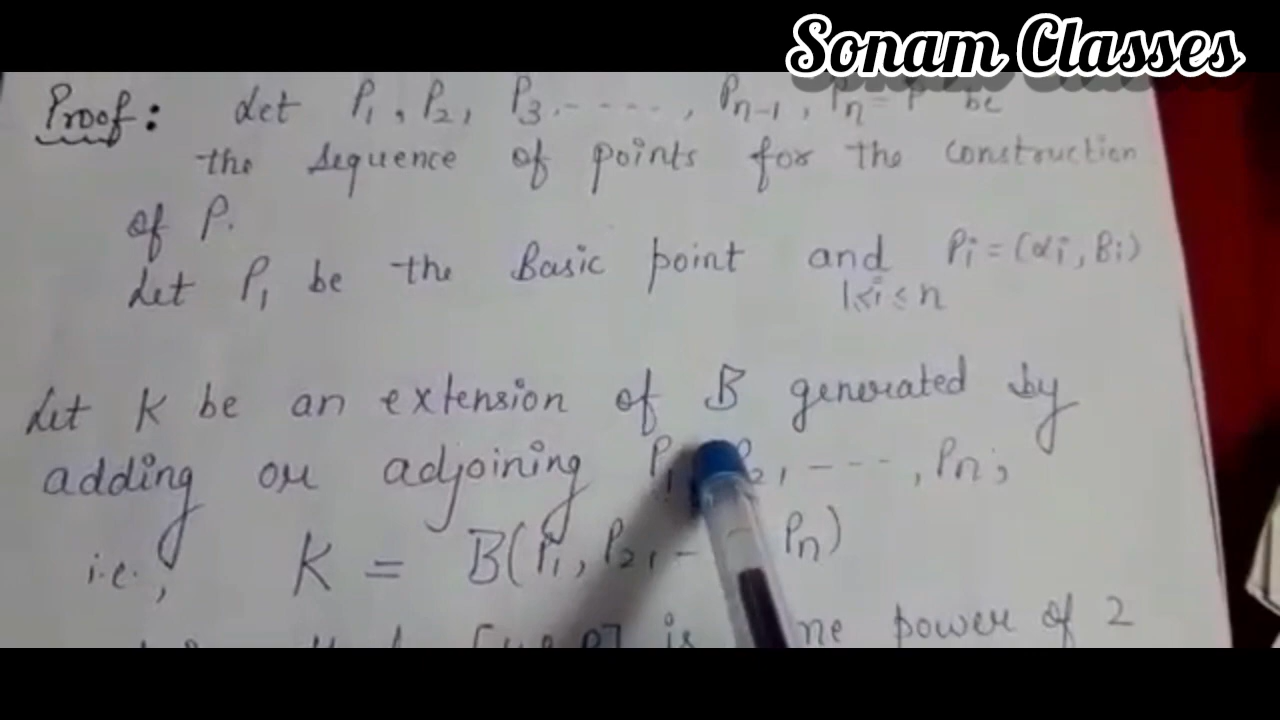 Sonam Classes
Proof: Let P1, P2, P3, -----, Pn-1, Pn = P be
the sequence of points for the construction
of P.
Let P1 be the Basic point and Pi = (αi, Bi)
1≤i≤n
Let K be an extension of B generated by
adding or adjoining P1, P2, ---, Pn;
i.e., K = B(P1, P2, - Pn)
is power of 2